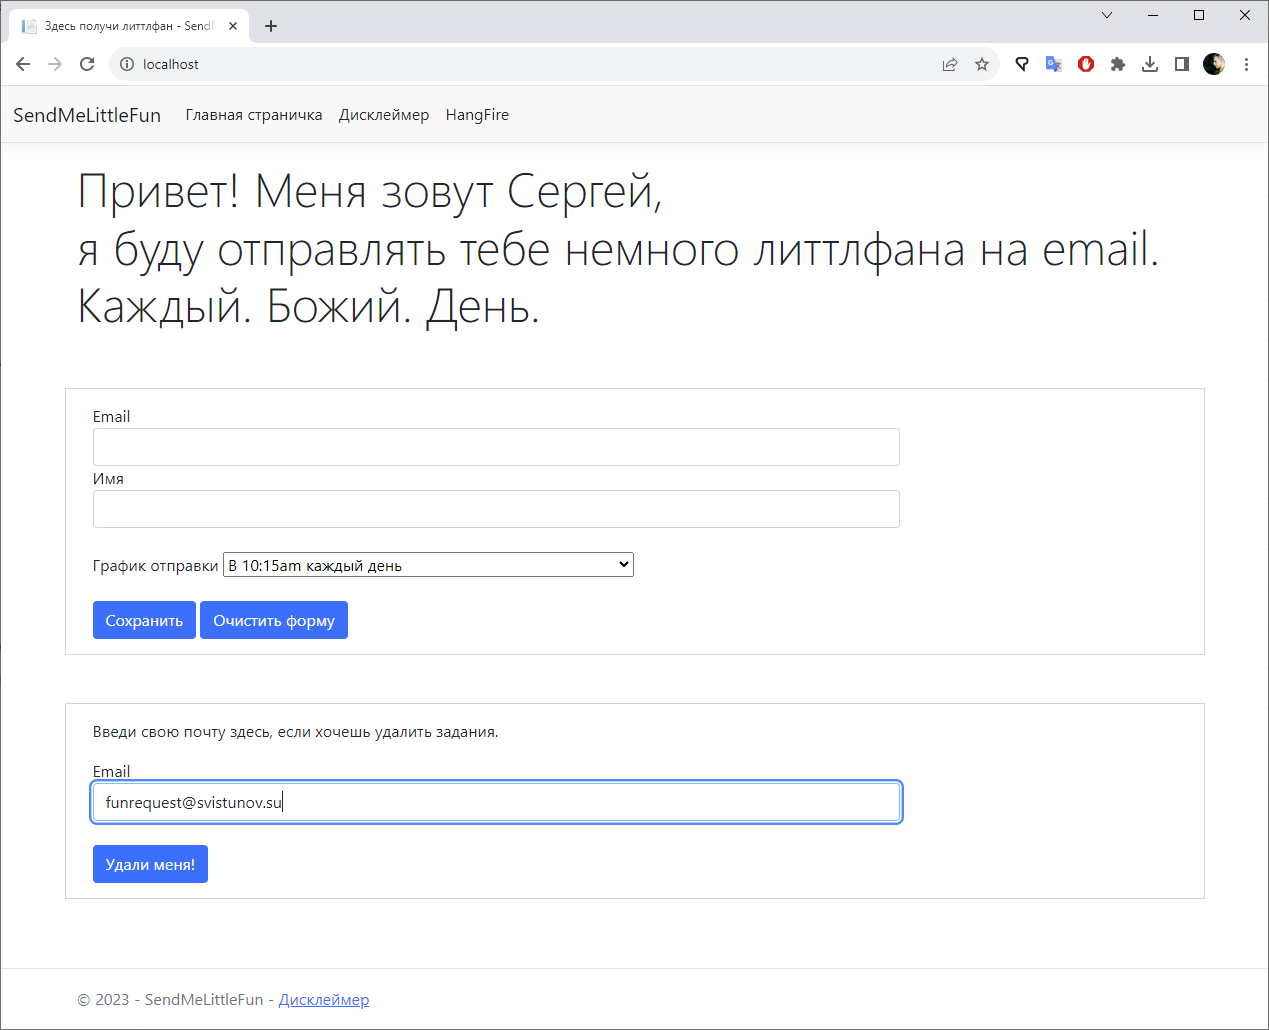 Здесь получи литтлфан - Send
localhost
SendMeLittleFun Главная страничка Дисклеймер HangFire
Привет! Меня зовут Сергей,
я буду отправлять тебе немного литтлфана на email.
Каждый. Божий. День.
Email
Имя
График отправки В 10:15am каждый день
Сохранить Очистить форму
Введи свою почту здесь, если хочешь удалить задания.
Email
funrequest@svistunov.su
Удали меня!
© 2023 - SendMeLittleFun - Дисклеймер